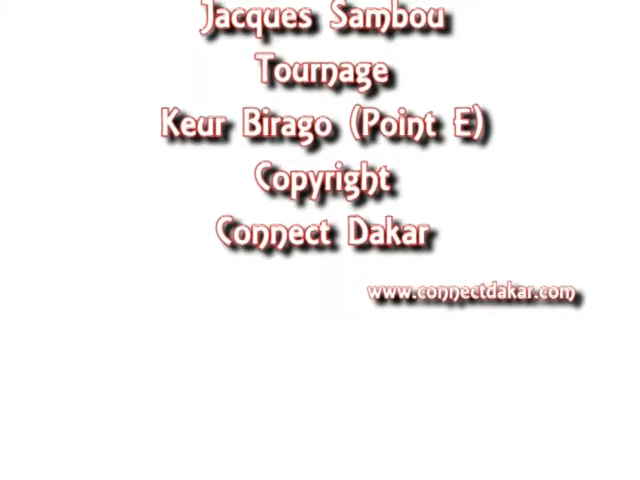 Jacques Sambou
Tournage
Keur Birago (Point E)
Copyright
Connect Dakar
www.connectdakar.com